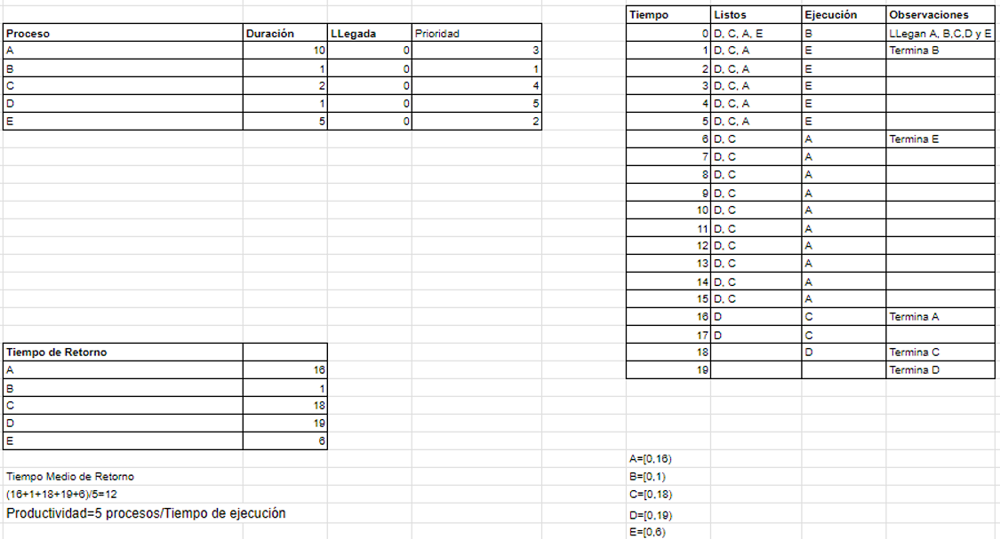 Proceso Duración LLegada Prioridad
A 10 0 3
B 1 0 1
C 2 0 4
D 1 0 5
E 5 0 2
Tiempo Listos Ejecución Observaciones
0 D, C, A, E B LLegan A, B,C,D y E
1 D, C, A E Termina B
2 D, C, A E
3 D, C, A E
4 D, C, A E
5 D, C, A E
6 D, C A Termina E
7 D, C A
8 D, C A
9 D, C A
10 D, C A
11 D, C A
12 D, C A
13 D, C A
14 D, C A
15 D, C A
16 D C Termina A
17 D C
18 D Termina C
19 Termina D
Tiempo de Retorno
A 16
B 1
C 18
D 19
E 6
Tiempo Medio de Retorno
(16+1+18+19+6)/5=12
Productividad=5 procesos/Tiempo de ejecución
A=[0,16)
B=[0,1)
C=[0,18)
D=[0,19)
E=[0,6)